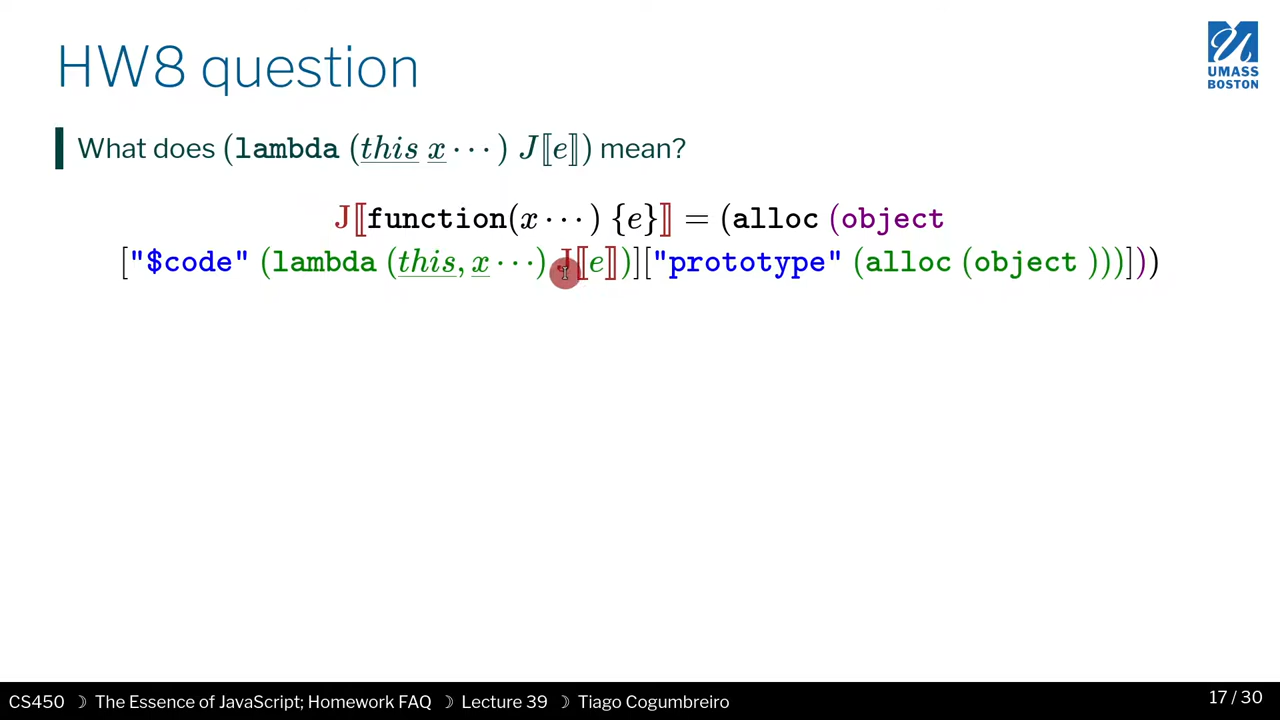 HW8 question
UMASS
BOSTON
What does (lambda (this x ⋯) J⟦e⟧) mean?
J⟦function(x ⋯) {e}⟧ = (alloc (object
["$code" (lambda (this, x ⋯) J⟦e⟧)]["prototype" (alloc (object )))]))
CS450 ☽ The Essence of JavaScript; Homework FAQ ☽ Lecture 39 ☽ Tiago Cogumbreiro
17 / 30